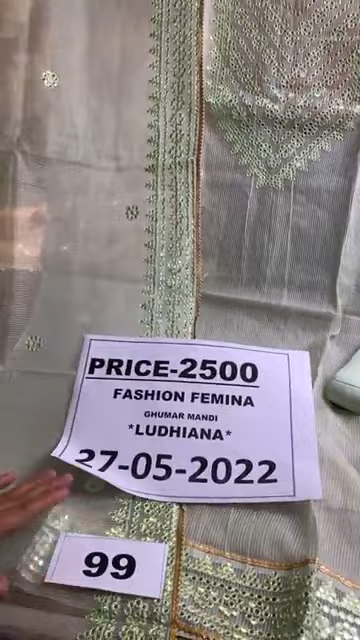 PRICE-2500
FASHION FEMINA
GHUMAR MANDI
*LUDHIANA*
27-05-2022
99